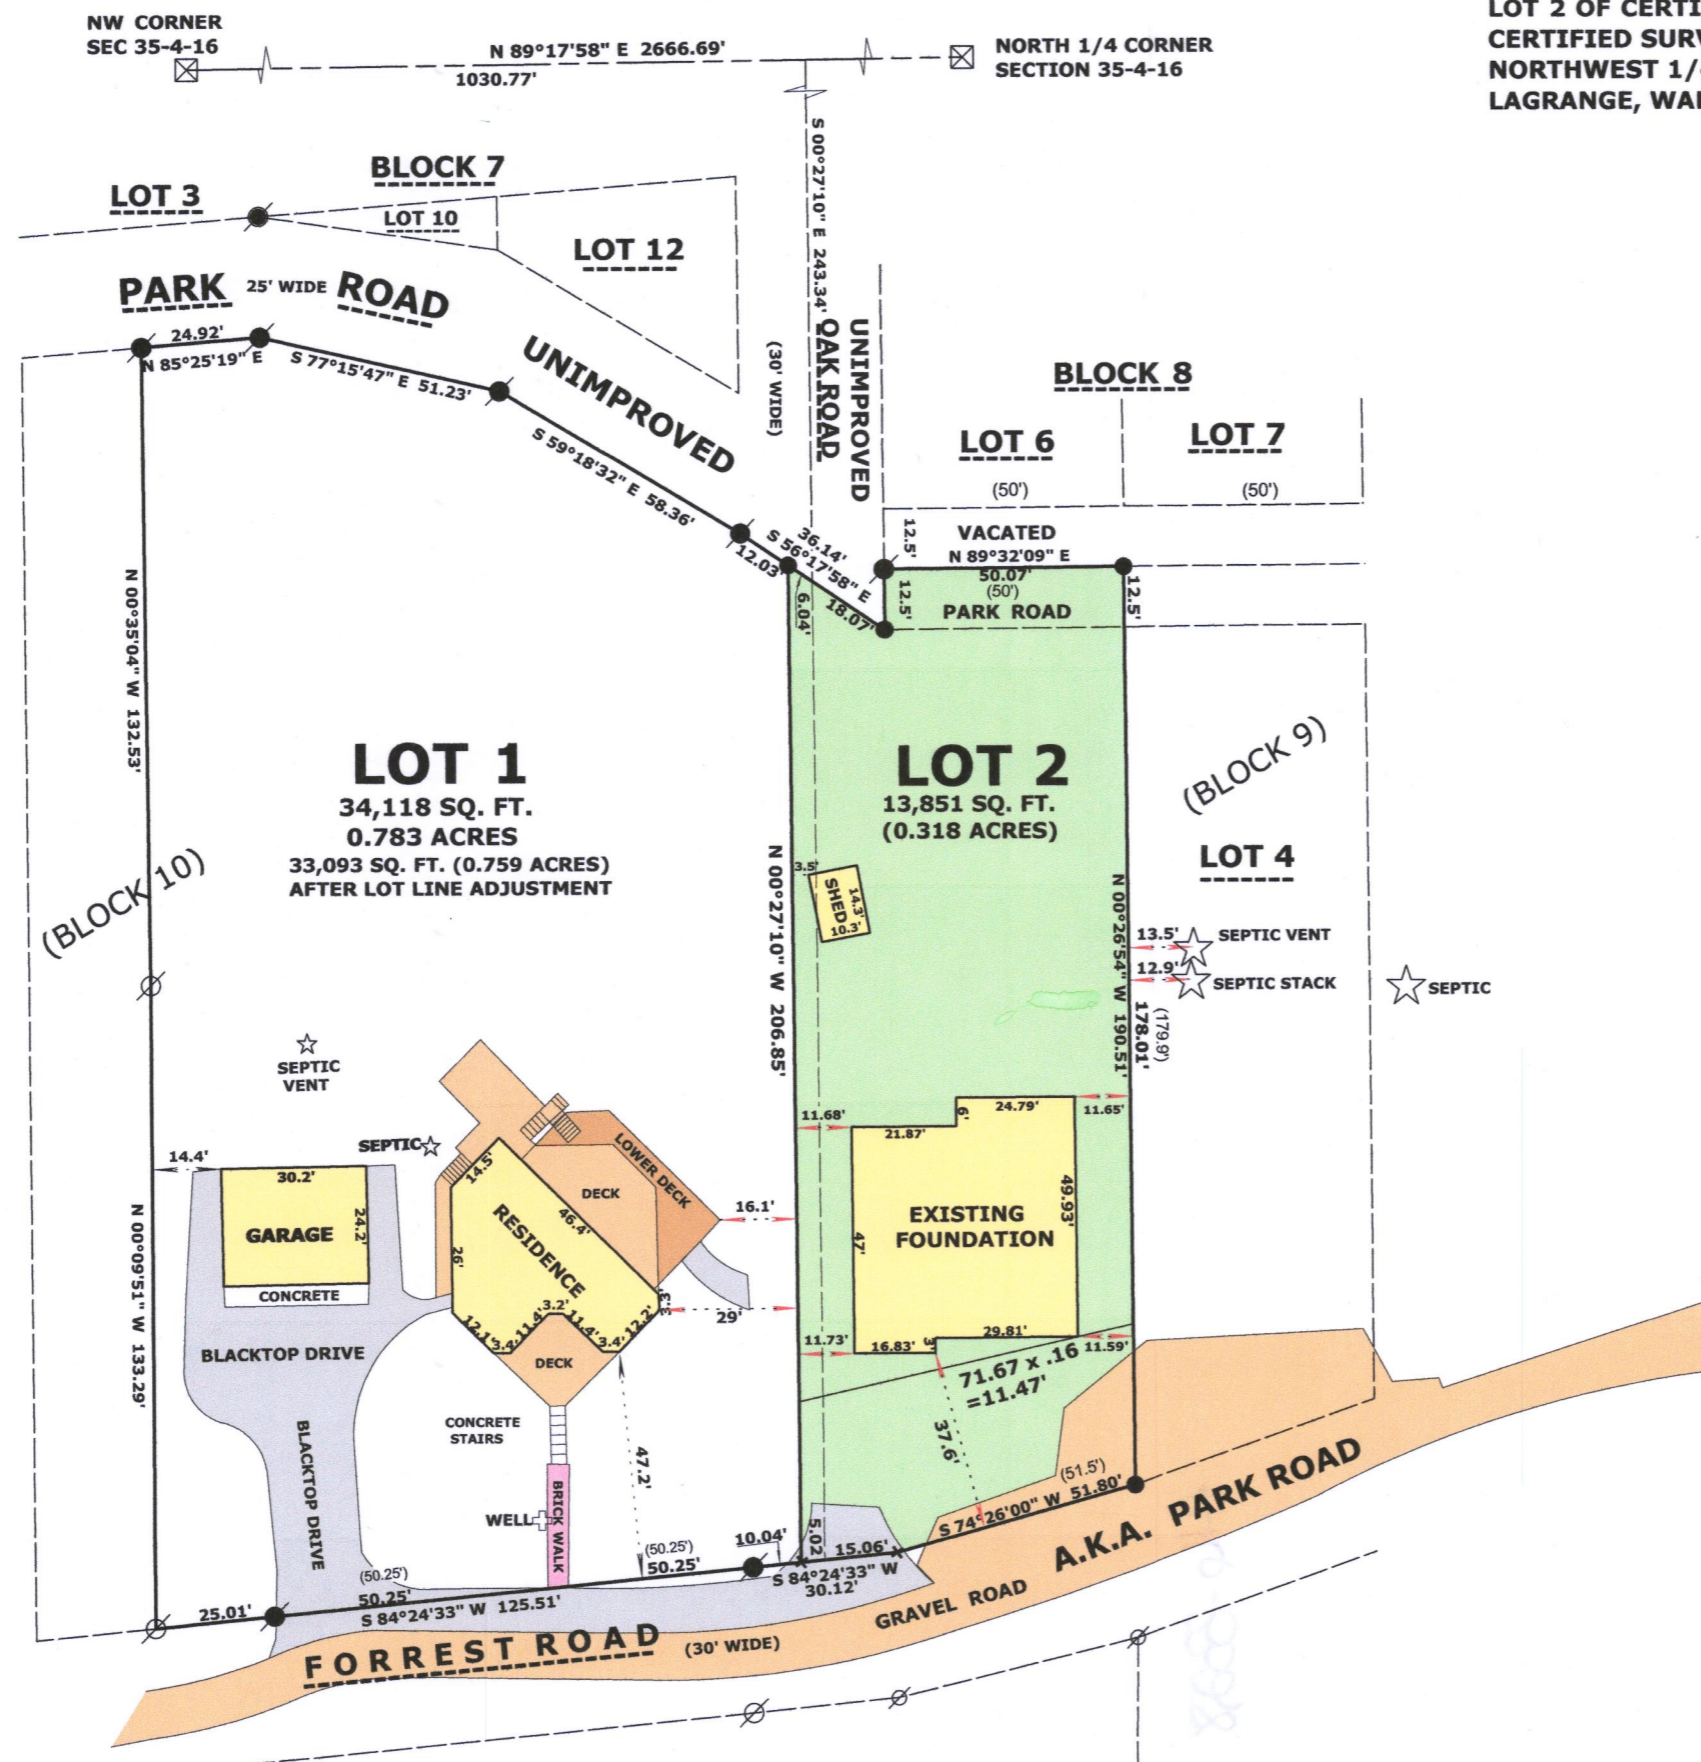 NW CORNER
SEC 35-4-16
N 89°17'58" E 2666.69'
1030.77'
NORTH 1/4 CORNER
SECTION 35-4-16
LOT 2 OF CERTI
CERTIFIED SURV
NORTHWEST 1/
LAGRANGE, WAL
S 00°27'10" E 243.34'
BLOCK 7
LOT 3
LOT 10
LOT 12
PARK 25' WIDE ROAD
UNIMPROVED
(30' WIDE)
OAK ROAD
UNIMPROVED
24.92'
N 85°25'19" E
S 77°15'47" E 51.23'
S 59°18'32" E 58.36'
BLOCK 8
LOT 6
LOT 7
(50')
(50')
12.03'
36.14'
S 56°17'58" E
18.07'
6.04'
12.5'
12.5'
VACATED
N 89°32'09" E
50.07'
(50')
PARK ROAD
12.5'
N 00°35'04" W 132.53'
LOT 1
34,118 SQ. FT.
0.783 ACRES
33,093 SQ. FT. (0.759 ACRES)
AFTER LOT LINE ADJUSTMENT
LOT 2
13,851 SQ. FT.
(0.318 ACRES)
(BLOCK 9)
LOT 4
(BLOCK 10)
N 00°27'10" W 206.85'
3.5'
SHED
14.3'
10.3'
N 00°26'54" W 190.51'
178.01'
(179.9')
13.5'
SEPTIC VENT
12.9'
SEPTIC STACK
SEPTIC
SEPTIC
VENT
SEPTIC
14.4'
30.2'
24.2'
GARAGE
CONCRETE
14.5'
RESIDENCE
46.4'
26'
DECK
LOWER DECK
16.1'
3.3'
29'
12.1'
3.4'
11.4'
3.2'
11.4'
3.4'
12.2'
DECK
11.68'
21.87'
6'
24.79'
11.65'
EXISTING
FOUNDATION
47'
49.93'
11.73'
16.83'
3'
29.81'
11.59'
71.67 x .16
=11.47'
37.6'
N 00°09'51" W 133.29'
BLACKTOP DRIVE
BLACKTOP DRIVE
CONCRETE
STAIRS
47.2'
WELL
BRICK WALK
25.01'
(50.25')
50.25'
S 84°24'33" W 125.51'
(50.25')
50.25'
10.04'
5.02
15.06'
S 84°24'33" W
30.12'
(51.5')
S 74°26'00" W 51.80'
A.K.A. PARK ROAD
GRAVEL ROAD
FORREST ROAD (30' WIDE)